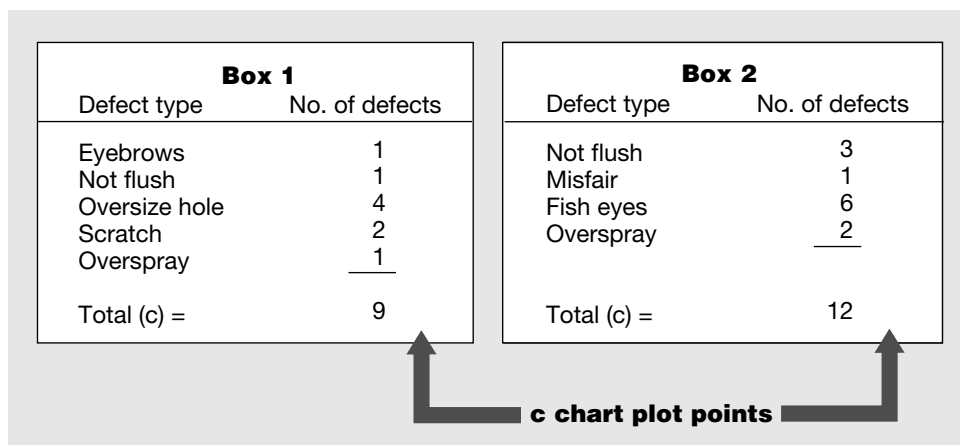 Box 1
Defect type No. of defects
Eyebrows 1
Not flush 1
Oversize hole 4
Scratch 2
Overspray 1
Total (c) = 9
Box 2
Defect type No. of defects
Not flush 3
Misfair 1
Fish eyes 6
Overspray 2
Total (c) = 12
c chart plot points